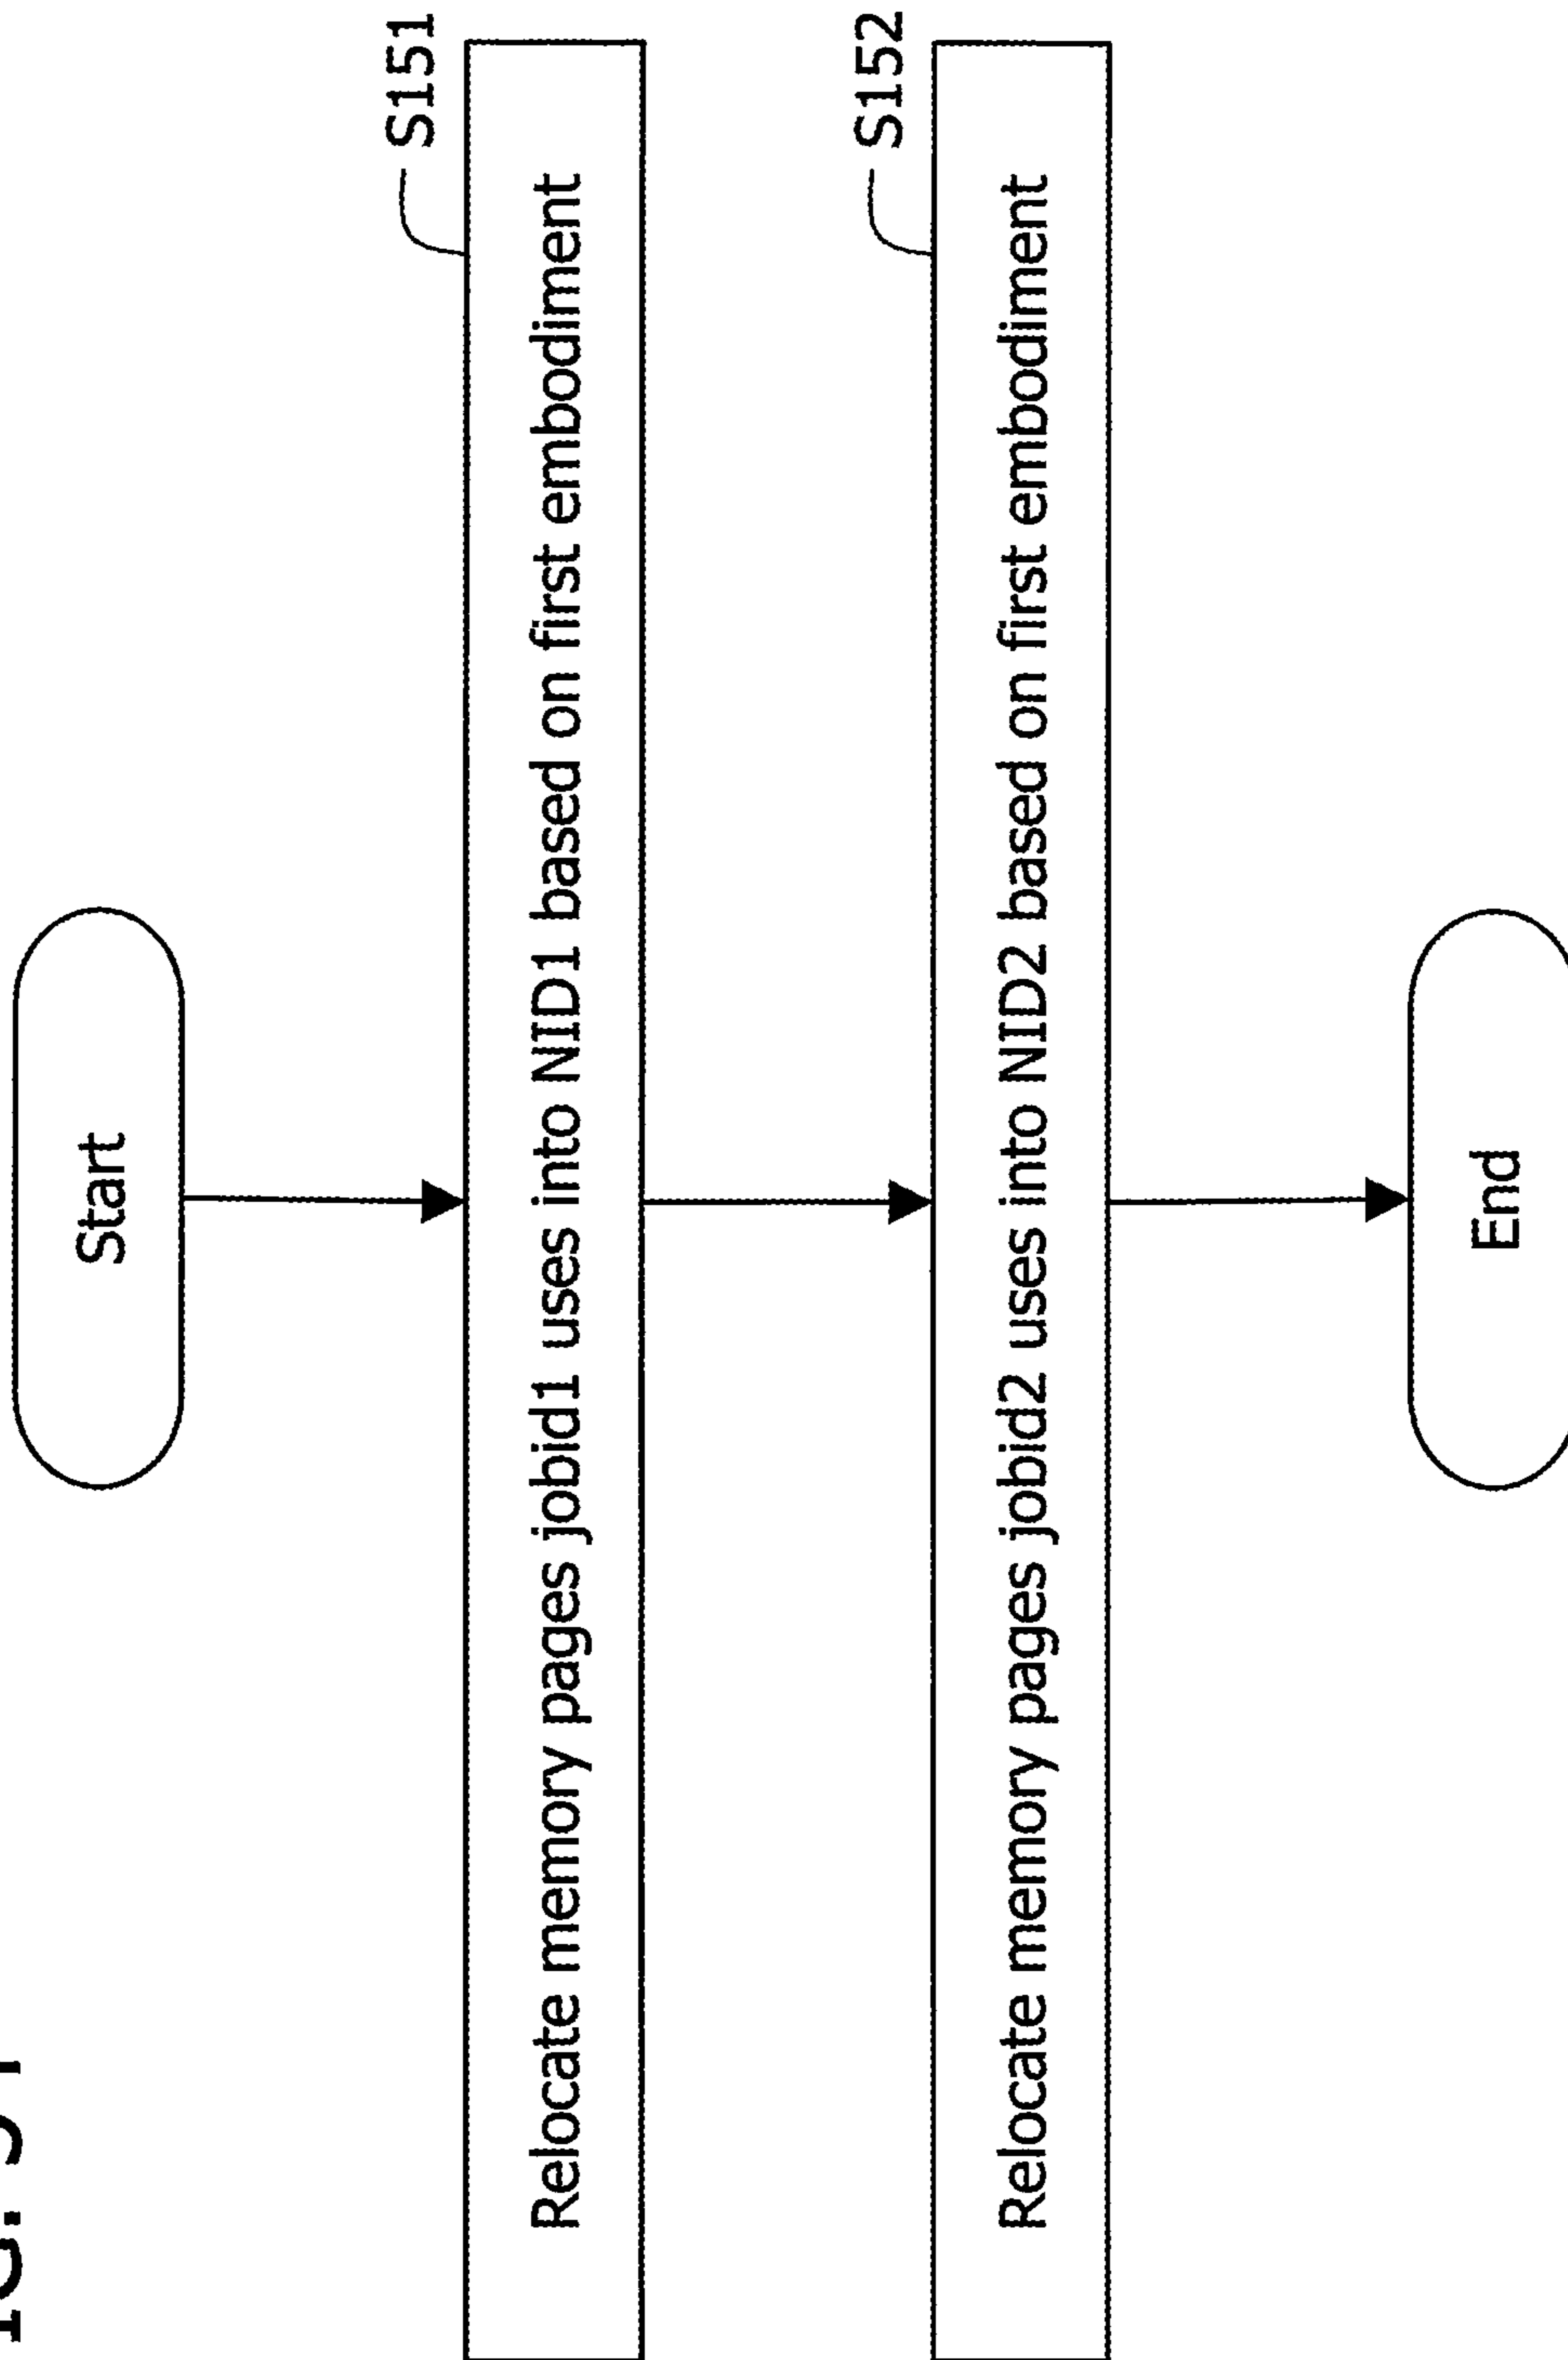 Start
S151
Relocate memory pages jobid1 uses into NID1 based on first embodiment
S152
Relocate memory pages jobid2 uses into NID2 based on first embodiment
End